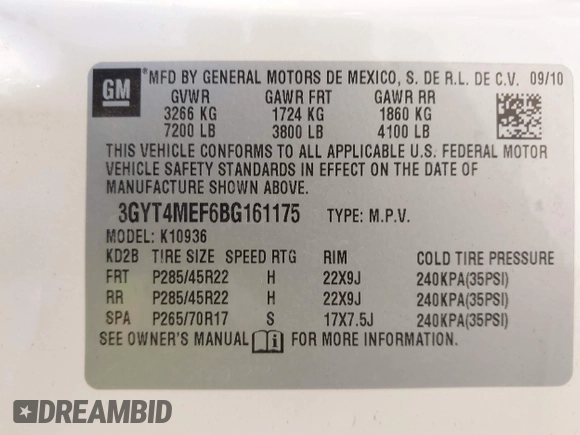 GM
*MFD BY GENERAL MOTORS DE MEXICO, S. DE R.L. DE C.V. 09/10
GVWR GAWR FRT GAWR RR
3266 KG 1724 KG 1860 KG
7200 LB 3800 LB 4100 LB
THIS VEHICLE CONFORMS TO ALL APPLICABLE U.S. FEDERAL MOTOR
VEHICLE SAFETY STANDARDS IN EFFECT ON THE DATE OF
MANUFACTURE SHOWN ABOVE.
3GYT4MEF6BG161175 TYPE: M.P.V.
MODEL: K10936
KD2B TIRE SIZE SPEED RTG RIM COLD TIRE PRESSURE
FRT P285/45R22 H 22X9J 240KPA(35PSI)
RR P285/45R22 H 22X9J 240KPA(35PSI)
SPA P265/70R17 S 17X7.5J 240KPA(35PSI)
SEE OWNER'S MANUAL FOR MORE INFORMATION.
DREAMBID